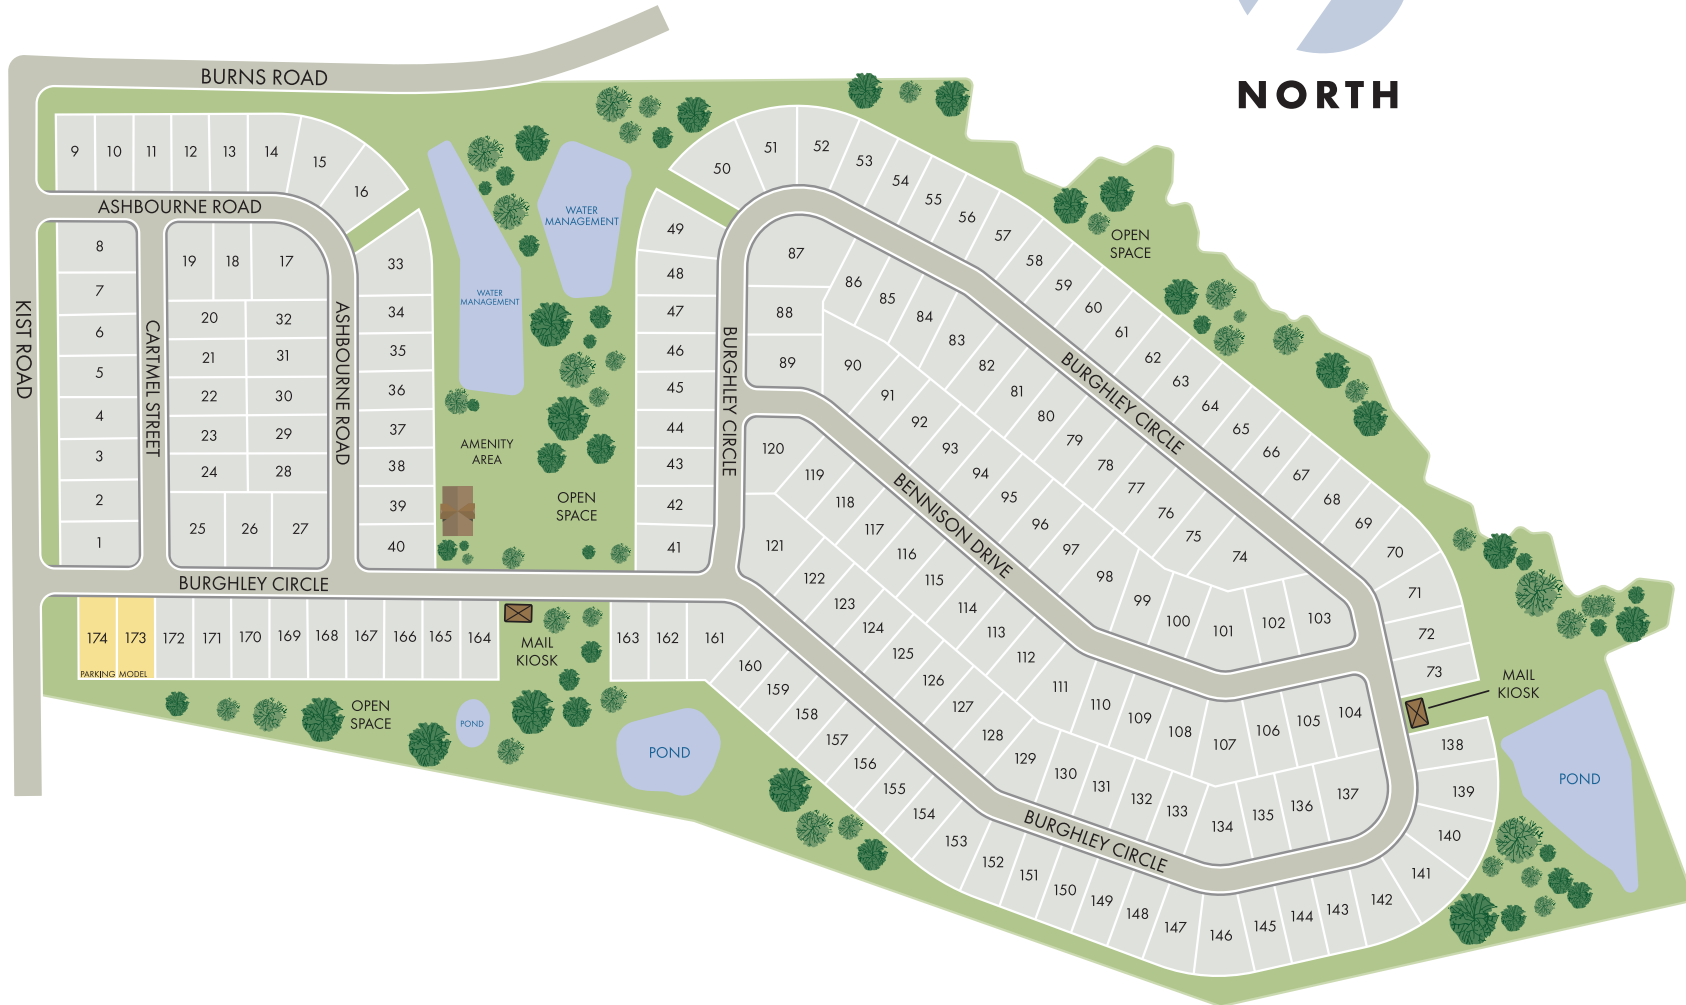 NORTH
BURNS ROAD
9 10 11 12 13 14 15 16
ASHBOURNE ROAD
8
7
6
5
4
3
2
1
KIST ROAD
CARTMEL STREET
19 18 17
20 32
21 31
22 30
23 29
24 28
25 26 27
ASHBOURNE ROAD
33
34
35
36
37
38
39
40
WATER
MANAGEMENT
WATER
MANAGEMENT
AMENITY
AREA
OPEN
SPACE
49
48
47
46
45
44
43
42
41
BURGHLEY CIRCLE
50 51 52 53 54 55 56 57 58 59 60 61 62 63 64 65 66 67 68 69 70 71 72 73
OPEN
SPACE
BURGHLEY CIRCLE
87
88
89
86 85 84 83 82 81 80 79 78 77 76 75 74
90 91 92 93 94 95 96 97 98 99 100 101 102 103
BENNISON DRIVE
120 119 118 117 116 115 114 113 112 111 110 109 108 107 106 105 104
121 122 123 124 125 126 127 128 129 130 131 132 133 134 135 136 137
MAIL
KIOSK
138
139
140
141
142
143
144
145
146
147
148
149
150
151
152
153
154
155
156
157
158
159
160
161
162
163
POND
BURGHLEY CIRCLE
BURGHLEY CIRCLE
174 173 172 171 170 169 168 167 166 165 164
PARKING MODEL
MAIL
KIOSK
OPEN
SPACE
POND
POND